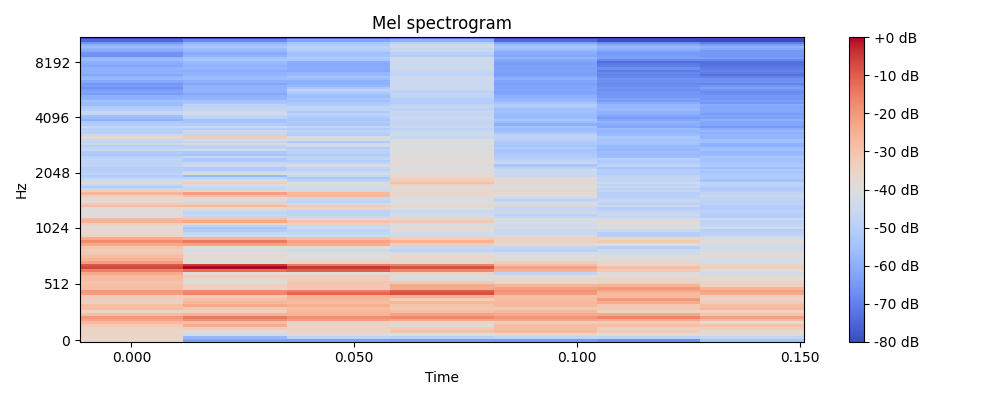 Mel spectrogram
Hz
8192
4096
2048
1024
512
0
0.000 0.050 0.100 0.150
Time
+0 dB
-10 dB
-20 dB
-30 dB
-40 dB
-50 dB
-60 dB
-70 dB
-80 dB